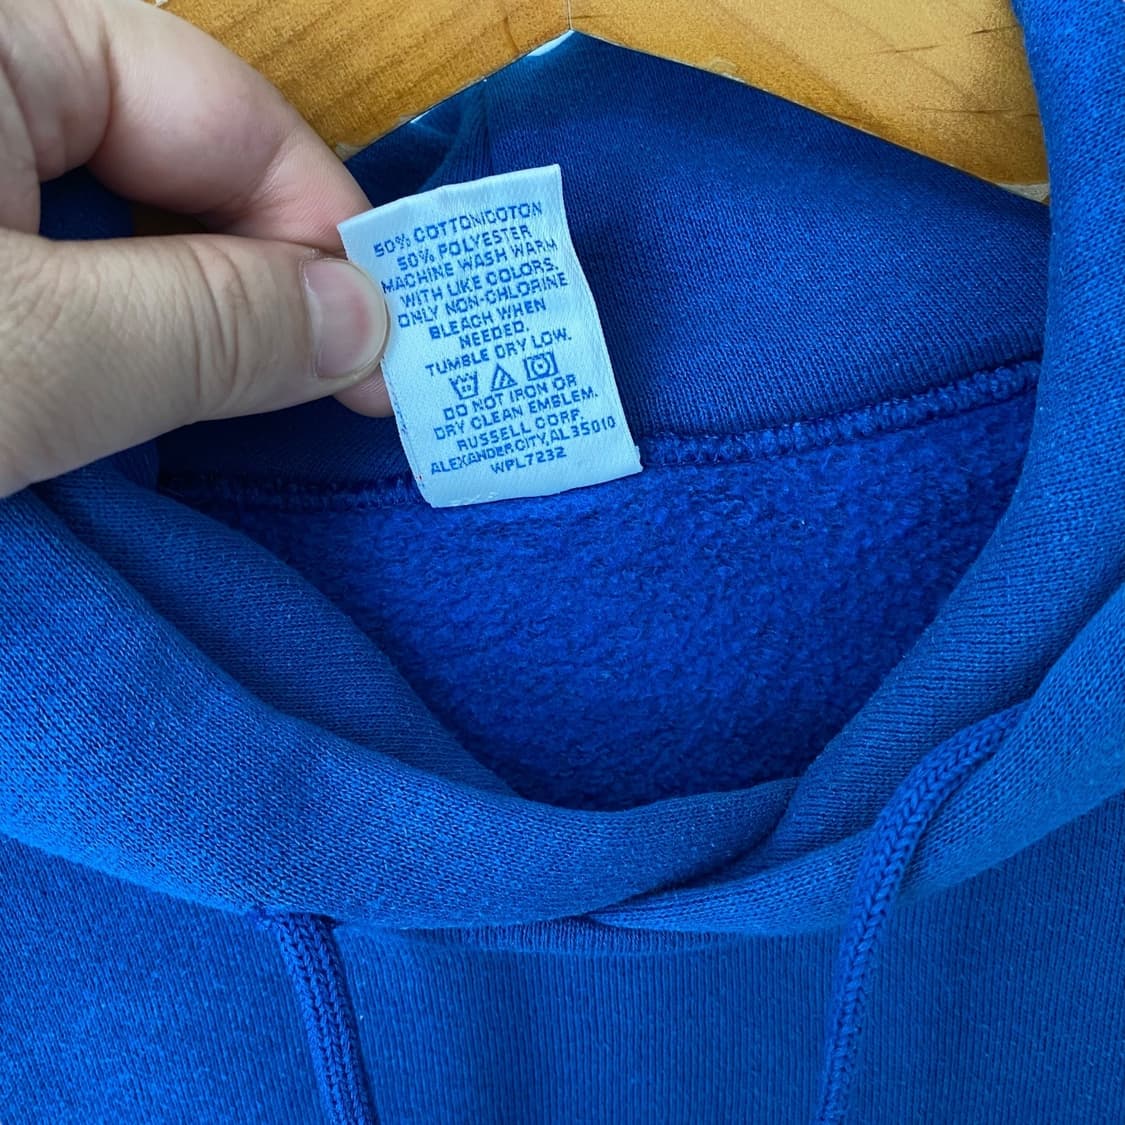 50% COTTON/COTON
50% POLYESTER
MACHINE WASH WARM
WITH LIKE COLORS.
ONLY NON-CHLORINE
BLEACH WHEN
NEEDED.
TUMBLE DRY LOW.
DO NOT IRON OR
DRY CLEAN EMBLEM.
RUSSELL CORP.
ALEXANDER CITY, AL 35010
WPL7232